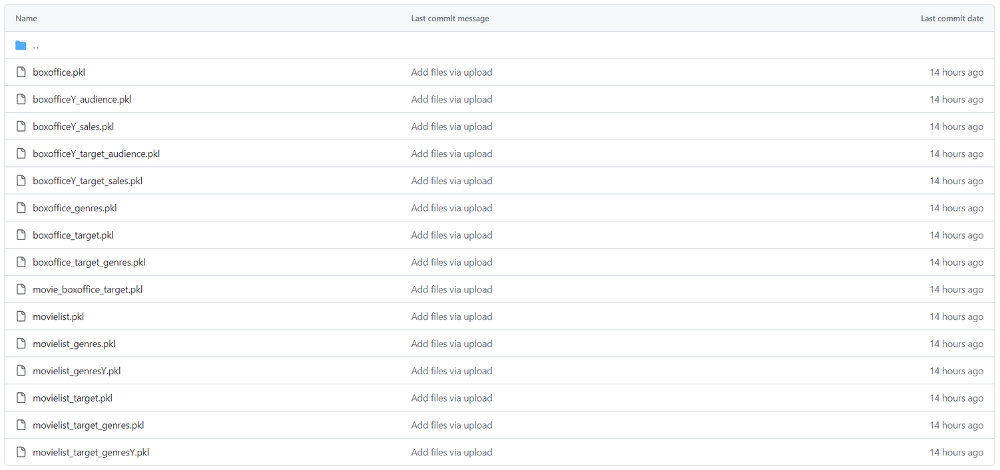 Name Last commit message Last commit date
..
boxoffice.pkl Add files via upload 14 hours ago
boxofficeY_audience.pkl Add files via upload 14 hours ago
boxofficeY_sales.pkl Add files via upload 14 hours ago
boxofficeY_target_audience.pkl Add files via upload 14 hours ago
boxofficeY_target_sales.pkl Add files via upload 14 hours ago
boxoffice_genres.pkl Add files via upload 14 hours ago
boxoffice_target.pkl Add files via upload 14 hours ago
boxoffice_target_genres.pkl Add files via upload 14 hours ago
movie_boxoffice_target.pkl Add files via upload 14 hours ago
movielist.pkl Add files via upload 14 hours ago
movielist_genres.pkl Add files via upload 14 hours ago
movielist_genresY.pkl Add files via upload 14 hours ago
movielist_target.pkl Add files via upload 14 hours ago
movielist_target_genres.pkl Add files via upload 14 hours ago
movielist_target_genresY.pkl Add files via upload 14 hours ago